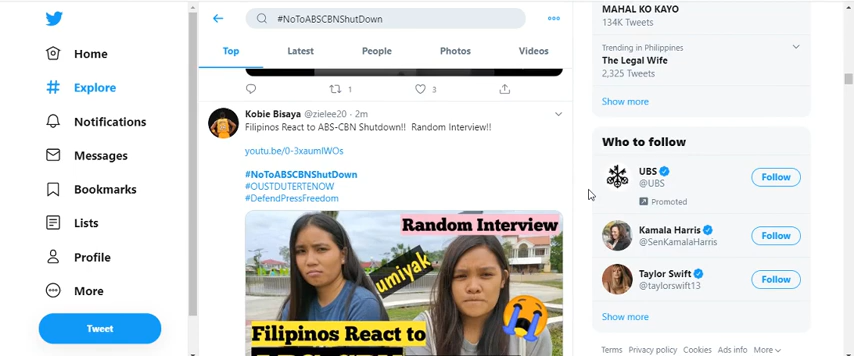 #NoToABSCBNShutDown
Home
Explore
Notifications
Messages
Bookmarks
Lists
Profile
More
Tweet
Top
Latest
People
Photos
Videos
1
3
Kobie Bisaya @zielee20 · 2m
Filipinos React to ABS-CBN Shutdown!! Random Interview!!
youtu.be/0-3xaumIWOs
#NoToABSCBNShutDown
#OUSTDUTERTENOW
#DefendPressFreedom
Random Interview
umiyak
Filipinos React to
MAHAL KO KAYO
134K Tweets
Trending in Philippines
The Legal Wife
2,325 Tweets
Show more
Who to follow
UBS
@UBS
Promoted
Follow
Kamala Harris
@SenKamalaHarris
Follow
Taylor Swift
@taylorswift13
Follow
Show more
Terms Privacy policy Cookies Ads info More